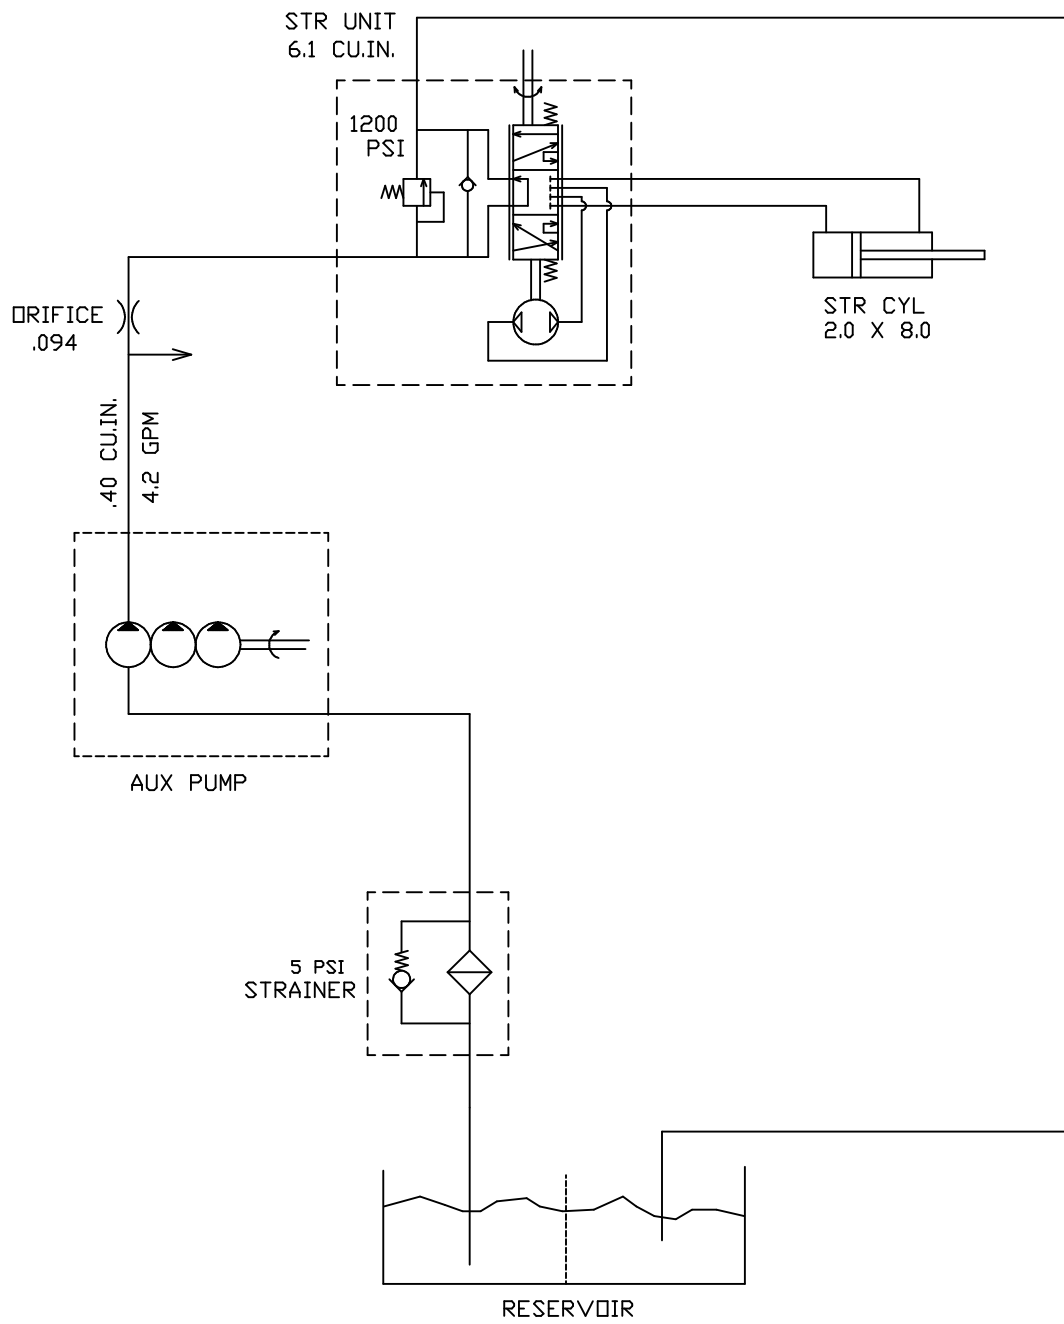 STR UNIT
6.1 CU.IN.
1200
PSI
ORIFICE
.094
STR CYL
2.0 X 8.0
.40 CU.IN.
4.2 GPM
AUX PUMP
5 PSI
STRAINER
RESERVOIR